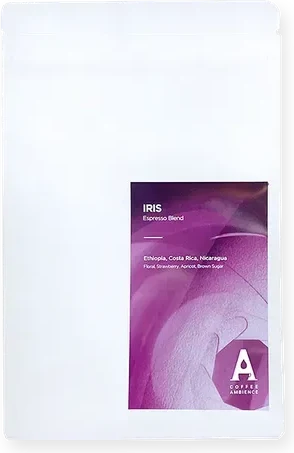 IRIS
Espresso Blend
Ethiopia, Costa Rica, Nicaragua
Floral, Strawberry, Apricot, Brown Sugar
A
COFFEE
AMBIENCE